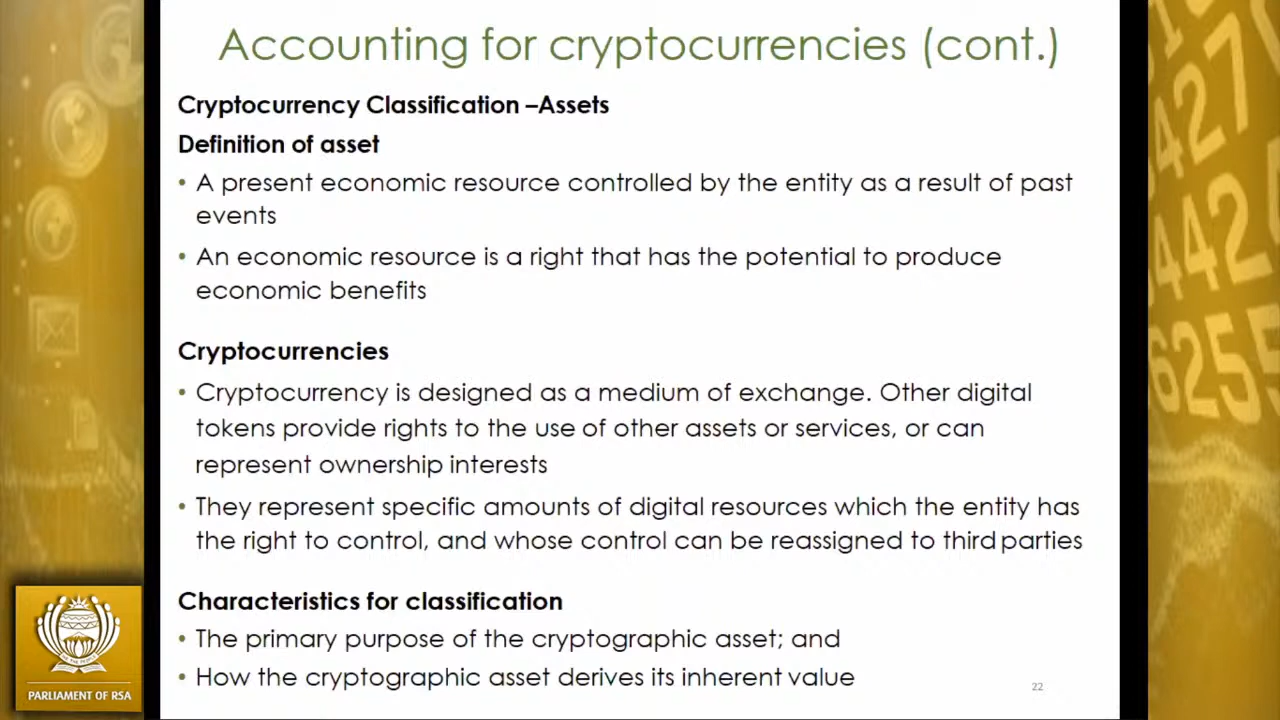 Accounting for cryptocurrencies (cont.)
Cryptocurrency Classification –Assets
Definition of asset
• A present economic resource controlled by the entity as a result of past
events
• An economic resource is a right that has the potential to produce
economic benefits
Cryptocurrencies
• Cryptocurrency is designed as a medium of exchange. Other digital
tokens provide rights to the use of other assets or services, or can
represent ownership interests
• They represent specific amounts of digital resources which the entity has
the right to control, and whose control can be reassigned to third parties
Characteristics for classification
• The primary purpose of the cryptographic asset; and
• How the cryptographic asset derives its inherent value
22
PARLIAMENT OF RSA